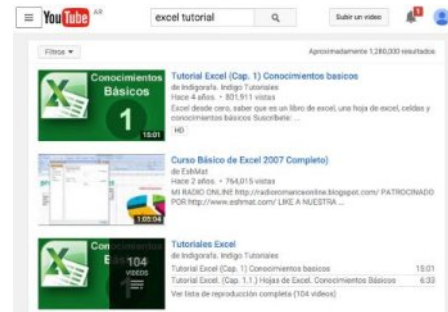 YouTube AR
excel tutorial
Subir un video
1
Filtros
Aproximadamente 1,280,000 resultados
Conocimientos
Básicos
1
15:01
Tutorial Excel (Cap. 1) Conocimientos basicos
de Indigorafa. Indigo Tutoriales
Hace 4 años. • 801,911 vistas
Excel desde cero, saber que es un libro de excel, una hoja de excel, celdas y
conocimientos básicos Suscríbete: ...
HD
1:05:04
Curso Básico de Excel 2007 Completo)
de EshMat
Hace 2 años. • 764,015 vistas
MI RADIO ONLINE http://radioromanceonline.blogspot.com/ PATROCINADO
POR http://www.eshmat.com/ LIKE A NUESTRA ...
104
VIDEOS
Tutoriales Excel
de Indigorafa. Indigo Tutoriales
Tutorial Excel (Cap. 1) Conocimientos basicos 15:01
Tutorial Excel (Cap. 1.1) Hojas de Excel. Conocimientos Básicos 6:33
Ver lista de reproducción completa (104 videos)